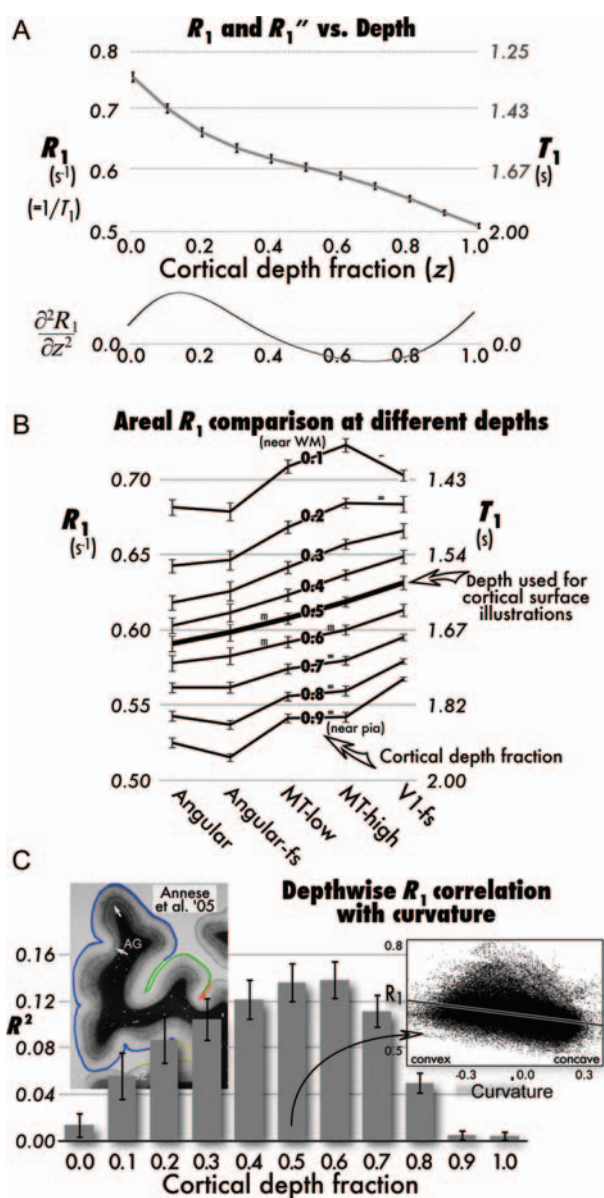 A
R1 and R1″ vs. Depth
0.8
1.25
0.7
1.43
R1
(s-1)
(=1/T1)
T1
(s)
0.6
1.67
0.5
2.00
0.0 0.2 0.4 0.5 0.6 0.8 1.0
Cortical depth fraction (z)
∂²R1
∂z²
0.0
0.0
0.0 0.2 0.4 0.5 0.6 0.8 1.0
B
Areal R1 comparison at different depths
(near WM)
0.1
-
0.70
1.43
R1
(s-1)
T1
(s)
0.2
=
0.65
1.54
0.3
0.4
Depth used for
cortical surface
illustrations
0.5
m
0.60
1.67
0.6
m
m
0.7
=
0.55
1.82
0.8
=
0.9
=
(near pia)
Cortical depth fraction
0.50
2.00
Angular
Angular-fs
MT-low
MT-high
V1-fs
C
Annese
et al. '05
Depthwise R1 correlation
with curvature
AG
0.16
0.12
R2
0.08
0.04
0.00
0.8
R1
0.5
convex
concave
-0.3 0.0 0.3
Curvature
0.0 0.1 0.2 0.3 0.4 0.5 0.6 0.7 0.8 0.9 1.0
Cortical depth fraction